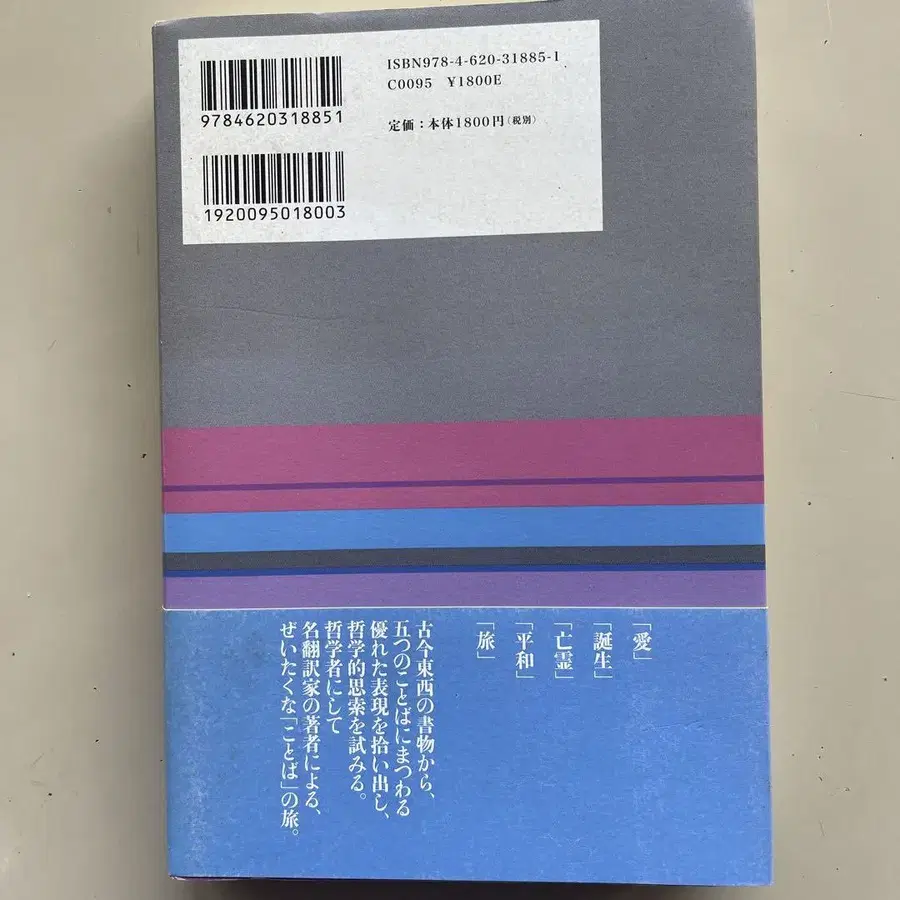 ISBN978-4-620-31885-1
C0095 ¥1800E
定価：本体1800円(税別)
9784620318851
1920095018003
「愛」
「誕生」
「亡霊」
「平和」
「旅」
古今東西の書物から、
五つのことばにまつわる
優れた表現を拾い出し、
哲学的思索を試みる。
哲学者にして
名翻訳家の著者による、
ぜいたくな「ことば」の旅。